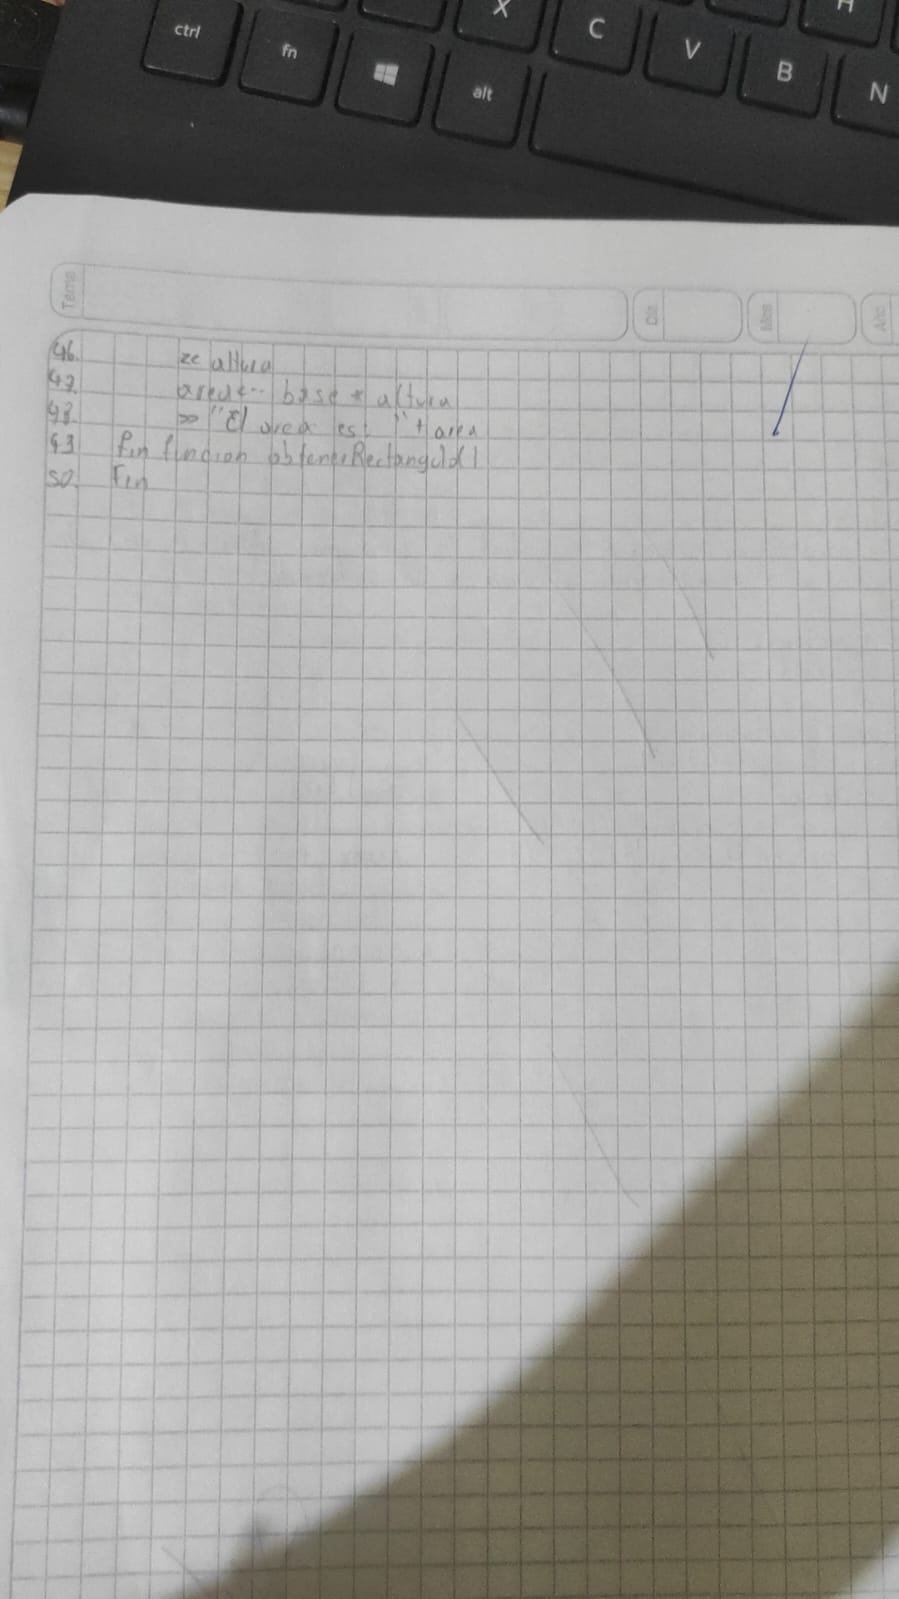 X
H
ctrl
fn
alt
C
V
B
N
Tema
Día
Mes
Año
46. altura
47. area <-- base * altura
48. >> "El area es: " + area
49 fin funcion obtenerRectangulo
50. Fin